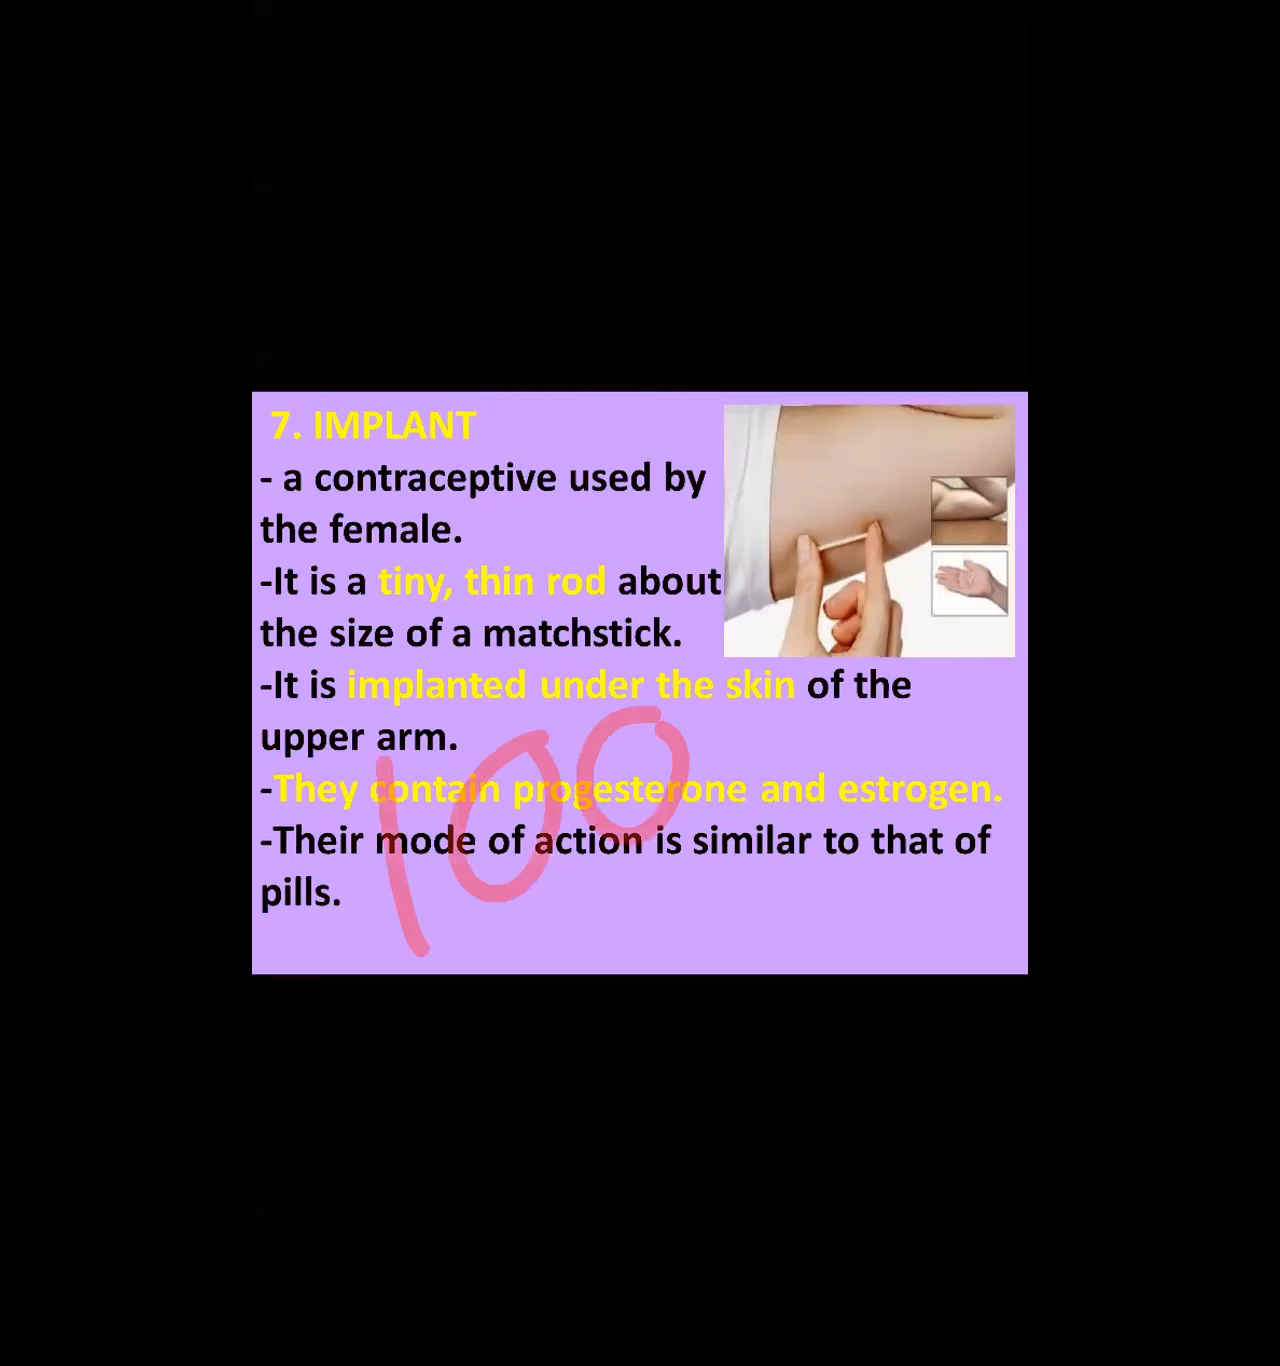 7. IMPLANT
- a contraceptive used by
the female.
-It is a tiny, thin rod about
the size of a matchstick.
-It is implanted under the skin of the
upper arm.
-They contain progesterone and estrogen.
-Their mode of action is similar to that of
pills.
100